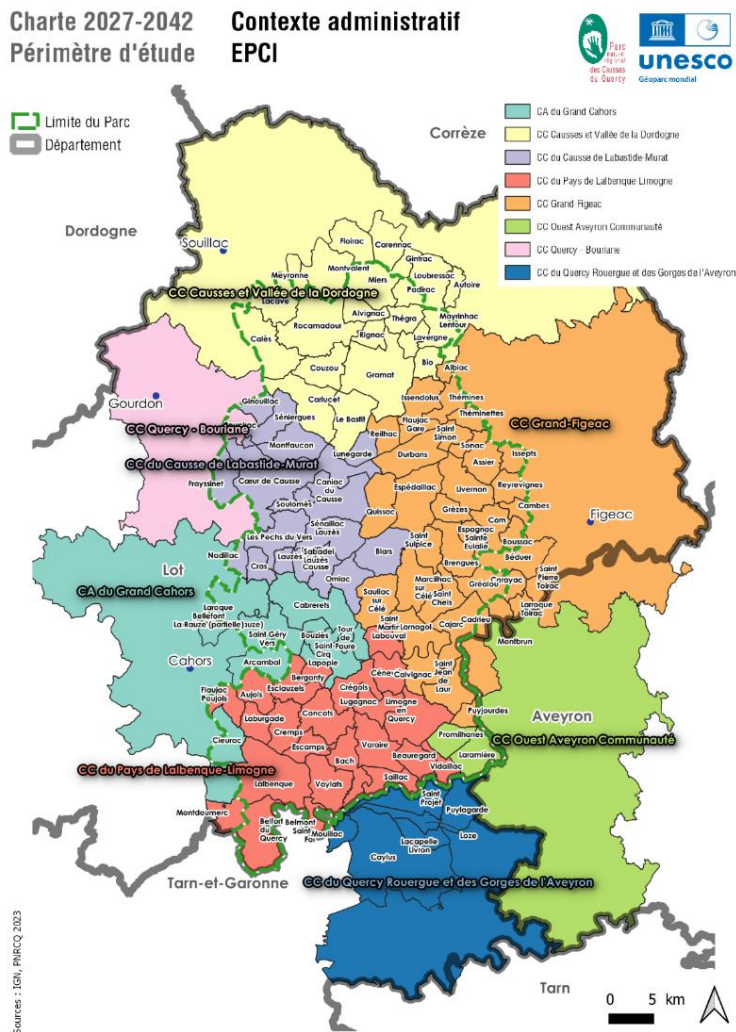 Charte 2027-2042
Périmètre d'étude
Contexte administratif
EPCI
Parc
naturel
régional
des Causses
du Quercy
unesco
Géoparc mondial
Limite du Parc
Département
CA du Grand Cahors
CC Causses et Vallée de la Dordogne
CC du Causse de Labastide-Murat
CC du Pays de Lalbenque-Limogne
CC Grand-Figeac
CC Ouest Aveyron Communauté
CC Quercy - Bouriane
CC du Quercy Rouergue et des Gorges de l'Aveyron
Corrèze
Dordogne
Souillac
Floirac
Carennac
Gintrac
Meyronne
Montvalent
Miers
Loubressac
Padirac
Autoire
CC Causses et Vallée de la Dordogne
Lacave
Rocamadour
Alvignac
Thégra
Mayrinhac
Lentour
Rignac
Lavergne
Calès
Bio
Couzou
Gramat
Albiac
Gourdon
Ginouillac
Carlucet
Issendolus
Thémines
Séniergues
Le Bastit
Flaujac
Gare
Théminettes
CC Quercy - Bouriane
Reilhac
Saint
Simon
CC Grand-Figeac
Montfaucon
Lunegarde
Sonac
CC du Causse de Labastide-Murat
Durbans
Assier
Issepts
Frayssinet
Cœur de Causse
Caniac
du
Causse
Espédaillac
Livernon
Reyrevignes
Soulomès
Quissac
Grèzes
Corn
Cambes
Figeac
Sénaillac
Lauzès
Espagnac
Sainte
Eulalie
Les Pechs du Vers
Saint
Sulpice
Boussac
Nadillac
Lauzès
Sabadel
Lauzès
Blars
Brengues
Béduer
Lot
Cras
Orniac
Marcilhac
sur
Célé
Saint
Chels
Gréalou
Carayac
Saint
Pierre
Toirac
CA du Grand Cahors
Cabrerets
Sauliac
sur
Célé
Larroque
Toirac
Laroque
Bellefont
La Rauze (partielle)
Saint Géry
Vers
Bouziès
Tour
de
Faure
Saint
Cirq
Lapopie
Saint
Martin
Labouval
Larnagol
Cajarc
Cadrieu
Montbrun
Cahors
Arcambal
Berganty
Calvignac
Saint
Jean
de
Laur
Flaujac
Poujols
Aujols
Esclauzels
Crégols
Lugagnac
Limogne
en
Quercy
Puyjourdes
Aveyron
Laburgade
Concots
Promilhanes
CC Ouest Aveyron Communauté
Cieurac
Cremps
Escamps
Varaire
Beauregard
Laramière
Bach
Vidaillac
CC du Pays de Lalbenque-Limogne
Lalbenque
Vaylats
Saillac
Saint
Projet
Puylagarde
Montdoumerc
Belfort
du
Quercy
Belmont
Saint
Mouillac
Loze
Lacapelle
Livron
Caylus
Tarn-et-Garonne
CC du Quercy Rouergue et des Gorges de l'Aveyron
Tarn
0 5 km
Sources : IGN, PNRCQ 2023